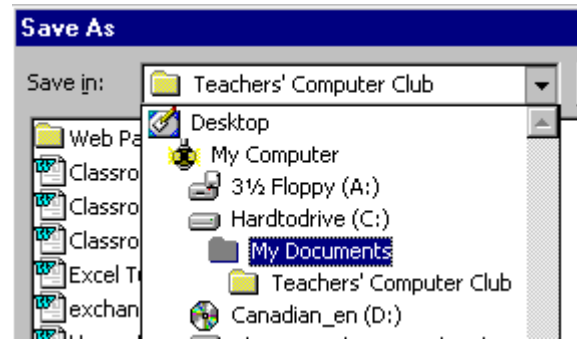 Save As
Save in: Teachers' Computer Club
Desktop
Web Pa
My Computer
Classro
3½ Floppy (A:)
Classro
Hardtodrive (C:)
Classro
My Documents
Excel T
Teachers' Computer Club
exchan
Canadian_en (D:)